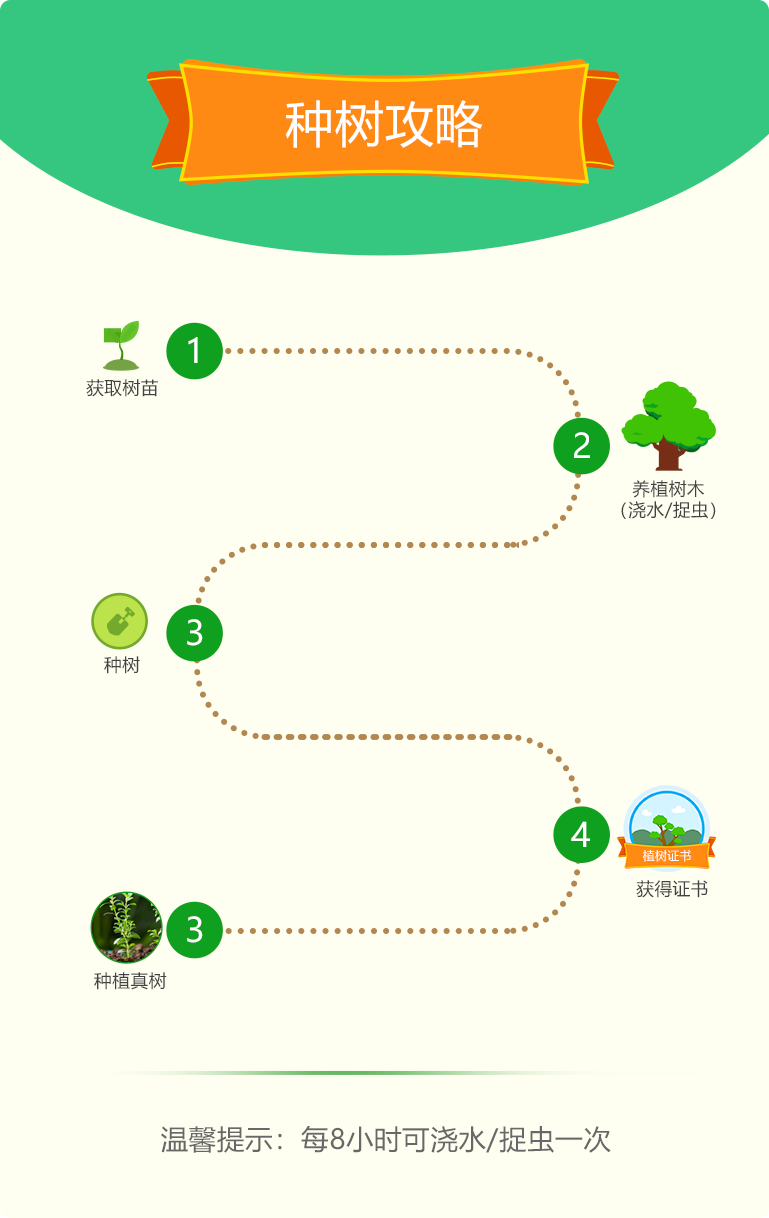 种树攻略
1
获取树苗
2
养植树木
（浇水/捉虫）
3
种树
4
植树证书
获得证书
3
种植真树
温馨提示：每8小时可浇水/捉虫一次